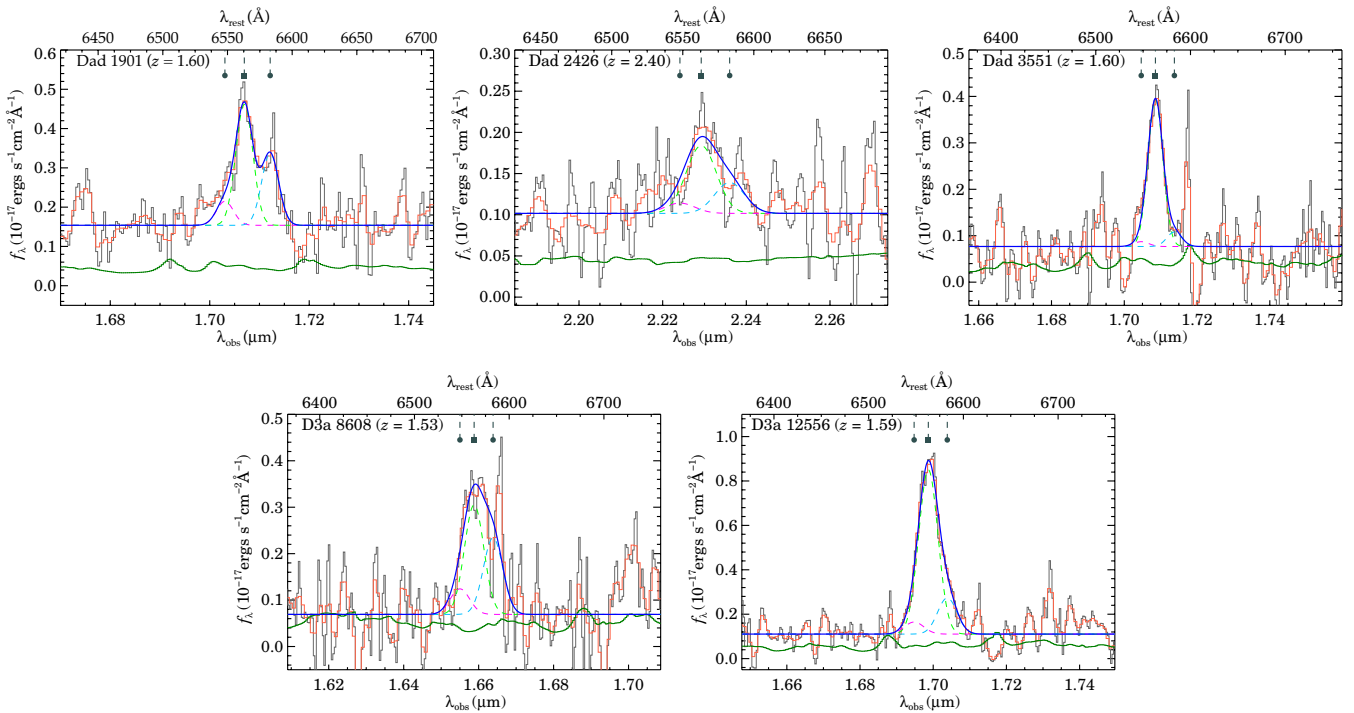 λrest(Å)
6450 6500 6550 6600 6650 6700
Dad 1901 (z = 1.60)
fλ(10⁻¹⁷ergs s⁻¹cm⁻²Å⁻¹)
0.6
0.5
0.4
0.3
0.2
0.1
0.0
1.68 1.70 1.72 1.74
λobs(µm)
λrest(Å)
6450 6500 6550 6600 6650
Dad 2426 (z = 2.40)
fλ(10⁻¹⁷ergs s⁻¹cm⁻²Å⁻¹)
0.30
0.25
0.20
0.15
0.10
0.05
0.00
2.20 2.22 2.24 2.26
λobs(µm)
λrest(Å)
6400 6500 6600 6700
Dad 3551 (z = 1.60)
fλ(10⁻¹⁷ergs s⁻¹cm⁻²Å⁻¹)
0.5
0.4
0.3
0.2
0.1
0.0
1.66 1.68 1.70 1.72 1.74
λobs(µm)
λrest(Å)
6400 6500 6600 6700
D3a 8608 (z = 1.53)
fλ(10⁻¹⁷ergs s⁻¹cm⁻²Å⁻¹)
0.5
0.4
0.3
0.2
0.1
0.0
1.62 1.64 1.66 1.68 1.70
λobs(µm)
λrest(Å)
6400 6500 6600 6700
D3a 12556 (z = 1.59)
fλ(10⁻¹⁷ergs s⁻¹cm⁻²Å⁻¹)
1.0
0.8
0.6
0.4
0.2
0.0
1.66 1.68 1.70 1.72 1.74
λobs(µm)